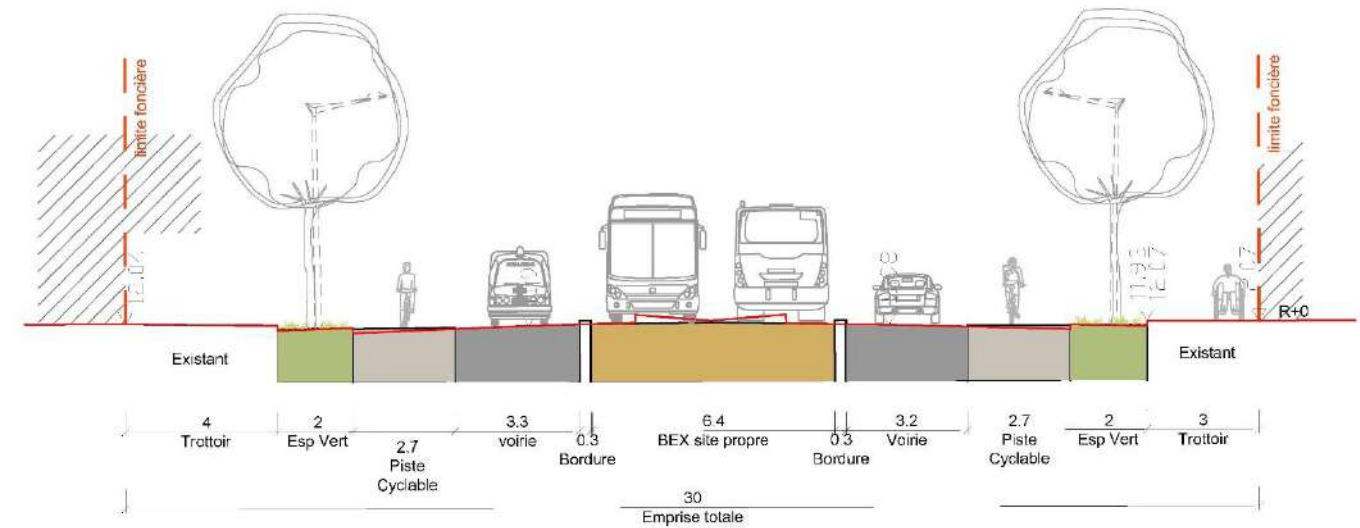 limite foncière
limite foncière
R+0
Existant
Existant
4
Trottoir
2
Esp Vert
2.7
Piste
Cyclable
3.3
voirie
0.3
Bordure
6.4
BEX site propre
0.3
Bordure
3.2
Voirie
2.7
Piste
Cyclable
2
Esp Vert
3
Trottoir
30
Emprise totale